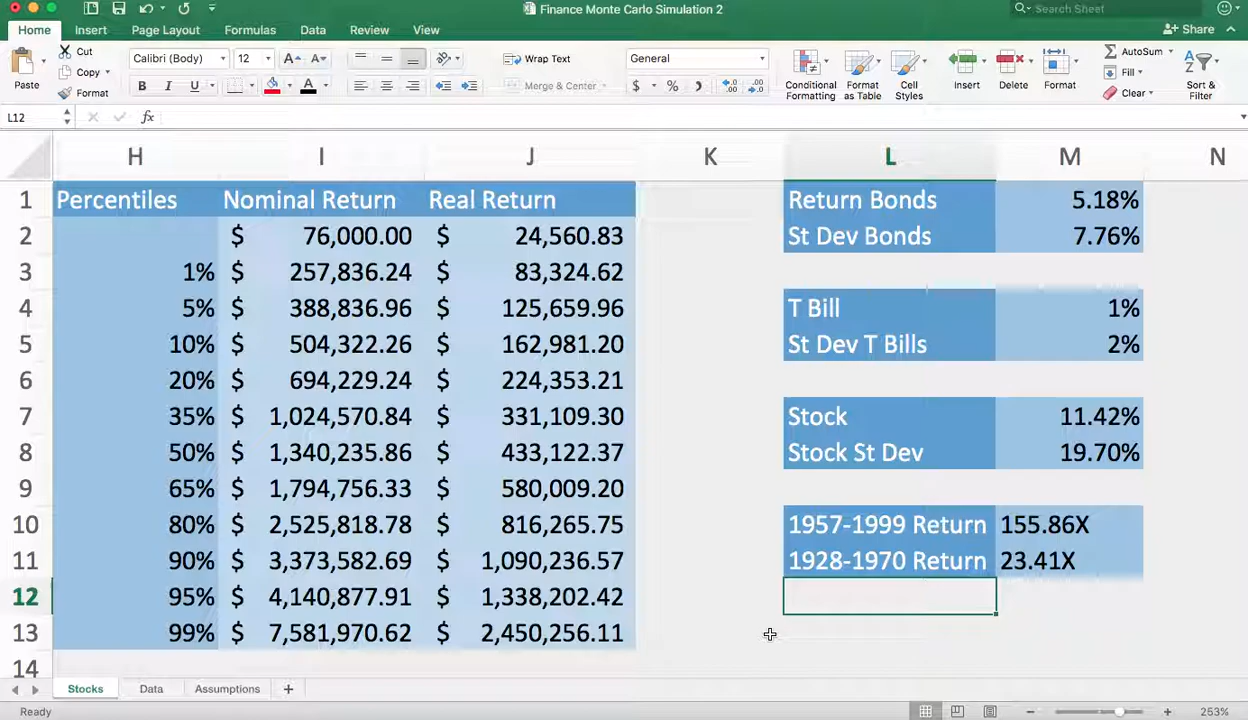 Finance Monte Carlo Simulation 2
Search Sheet
Home Insert Page Layout Formulas Data Review View
Share
Paste
Cut
Copy
Format
Calibri (Body) 12 A A
B I U A
Wrap Text
Merge & Center
General
$ %
Conditional Formatting
Format as Table
Cell Styles
Insert
Delete
Format
AutoSum
Fill
Clear
Sort & Filter
L12 fx
H I J K L M N
1 Percentiles Nominal Return Real Return Return Bonds 5.18%
2 $ 76,000.00 $ 24,560.83 St Dev Bonds 7.76%
3 1% $ 257,836.24 $ 83,324.62
4 5% $ 388,836.96 $ 125,659.96 T Bill 1%
5 10% $ 504,322.26 $ 162,981.20 St Dev T Bills 2%
6 20% $ 694,229.24 $ 224,353.21
7 35% $ 1,024,570.84 $ 331,109.30 Stock 11.42%
8 50% $ 1,340,235.86 $ 433,122.37 Stock St Dev 19.70%
9 65% $ 1,794,756.33 $ 580,009.20
10 80% $ 2,525,818.78 $ 816,265.75 1957-1999 Return 155.86X
11 90% $ 3,373,582.69 $ 1,090,236.57 1928-1970 Return 23.41X
12 95% $ 4,140,877.91 $ 1,338,202.42
13 99% $ 7,581,970.62 $ 2,450,256.11
14
Stocks Data Assumptions +
Ready 253%